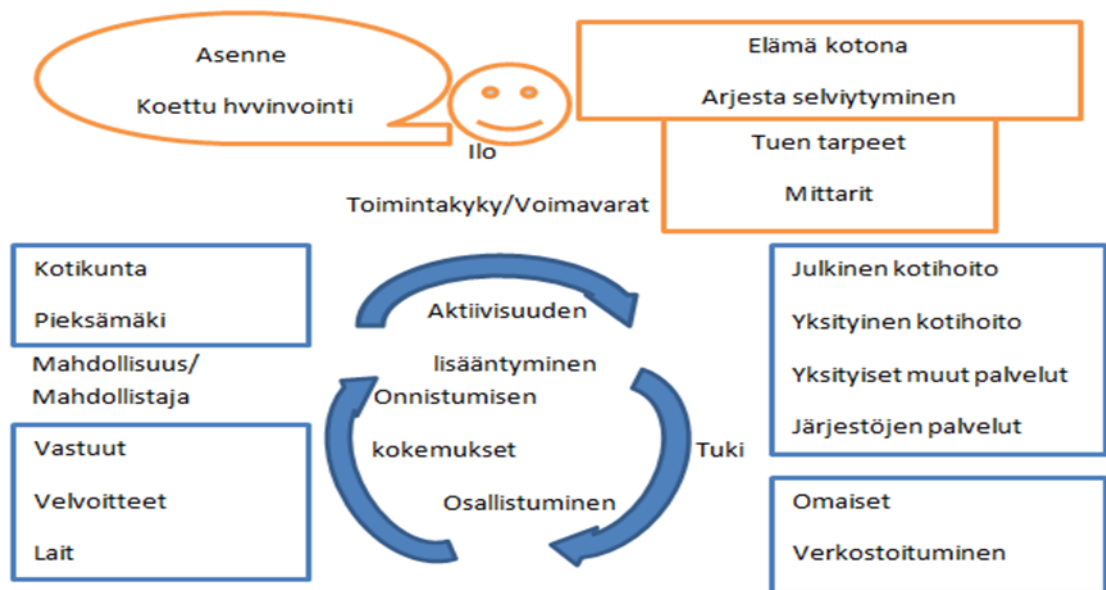 Asenne
Koettu hvvinvointi
Elämä kotona
Arjesta selviytyminen
Ilo
Tuen tarpeet
Mittarit
Toimintakyky/Voimavarat
Kotikunta
Pieksämäki
Mahdollisuus/
Mahdollistaja
Vastuut
Velvoitteet
Lait
Aktiivisuuden
lisääntyminen
Onnistumisen
kokemukset
Osallistuminen
Tuki
Julkinen kotihoito
Yksityinen kotihoito
Yksityiset muut palvelut
Järjestöjen palvelut
Omaiset
Verkostoituminen